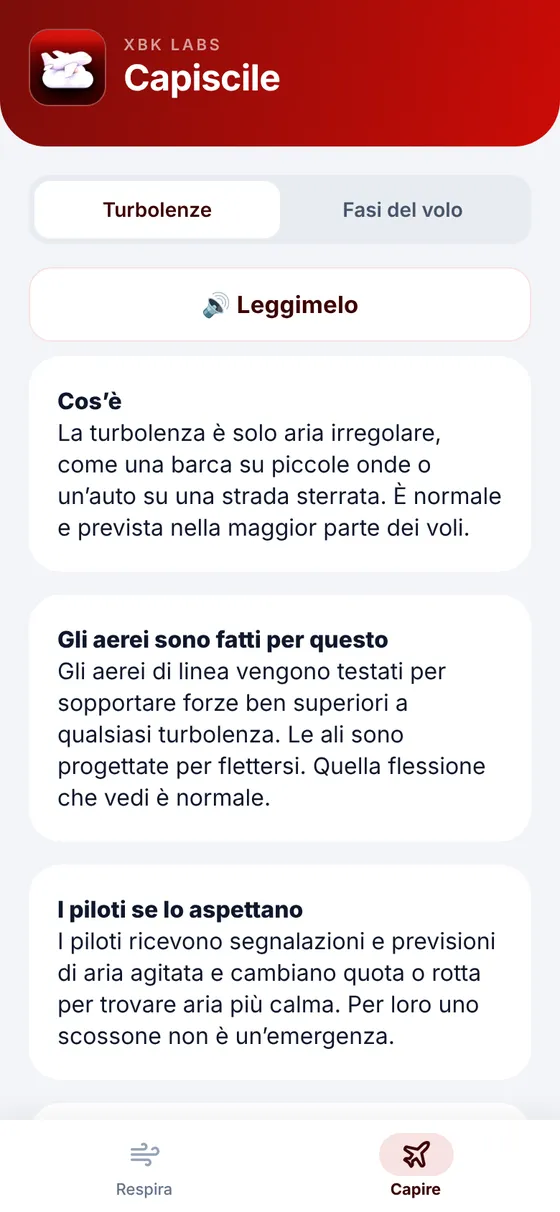 XBK LABS
Capiscile
Turbolenze
Fasi del volo
🔊 Leggimelo
Cos’è
La turbolenza è solo aria irregolare,
come una barca su piccole onde o
un’auto su una strada sterrata. È normale
e prevista nella maggior parte dei voli.
Gli aerei sono fatti per questo
Gli aerei di linea vengono testati per
sopportare forze ben superiori a
qualsiasi turbolenza. Le ali sono
progettate per flettersi. Quella flessione
che vedi è normale.
I piloti se lo aspettano
I piloti ricevono segnalazioni e previsioni
di aria agitata e cambiano quota o rotta
per trovare aria più calma. Per loro uno
scossone non è un’emergenza.
Respira
Capire